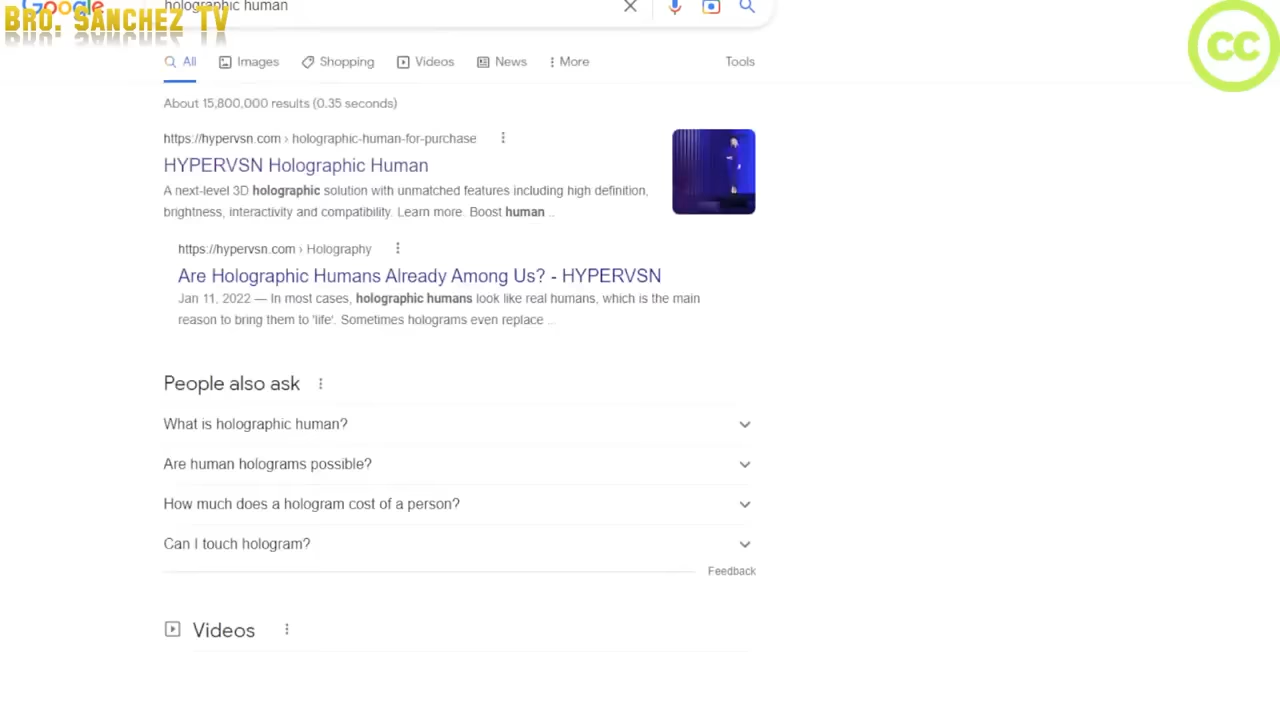 Google
holographic human
BRO. SANCHEZ TV
CC
All Images Shopping Videos News More Tools
About 15,800,000 results (0.35 seconds)
https://hypervsn.com › holographic-human-for-purchase
HYPERVSN Holographic Human
A next-level 3D holographic solution with unmatched features including high definition,
brightness, interactivity and compatibility. Learn more. Boost human ...
https://hypervsn.com › Holography
Are Holographic Humans Already Among Us? - HYPERVSN
Jan 11, 2022 — In most cases, holographic humans look like real humans, which is the main
reason to bring them to 'life'. Sometimes holograms even replace ...
People also ask
What is holographic human?
Are human holograms possible?
How much does a hologram cost of a person?
Can I touch hologram?
Feedback
Videos